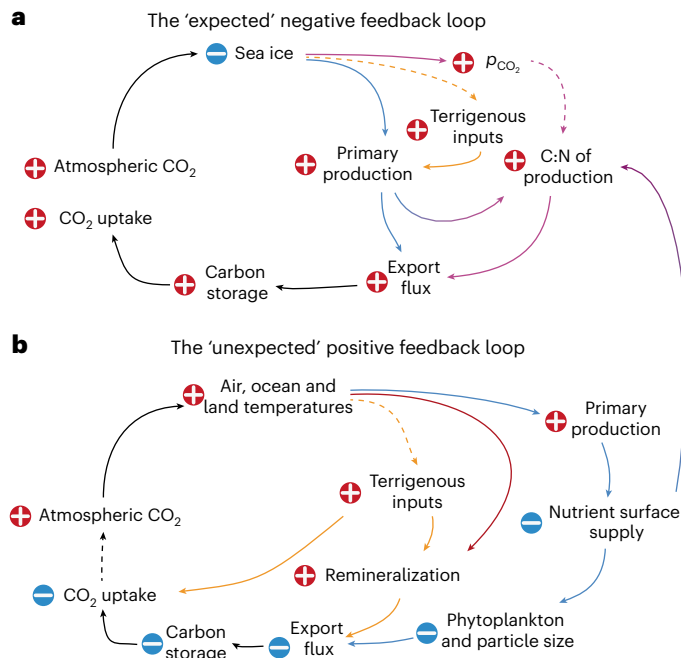 a
The ‘expected’ negative feedback loop
− Sea ice
+ pCO2
+ Terrigenous
inputs
+ Primary
production
+ C:N of
production
+ Atmospheric CO2
+ CO2 uptake
+ Carbon
storage
+ Export
flux
b
The ‘unexpected’ positive feedback loop
+ Air, ocean and
land temperatures
+ Primary
production
+ Terrigenous
inputs
+ Atmospheric CO2
− Nutrient surface
supply
+ Remineralization
− CO2 uptake
− Phytoplankton
and particle size
− Export
flux
− Carbon
storage